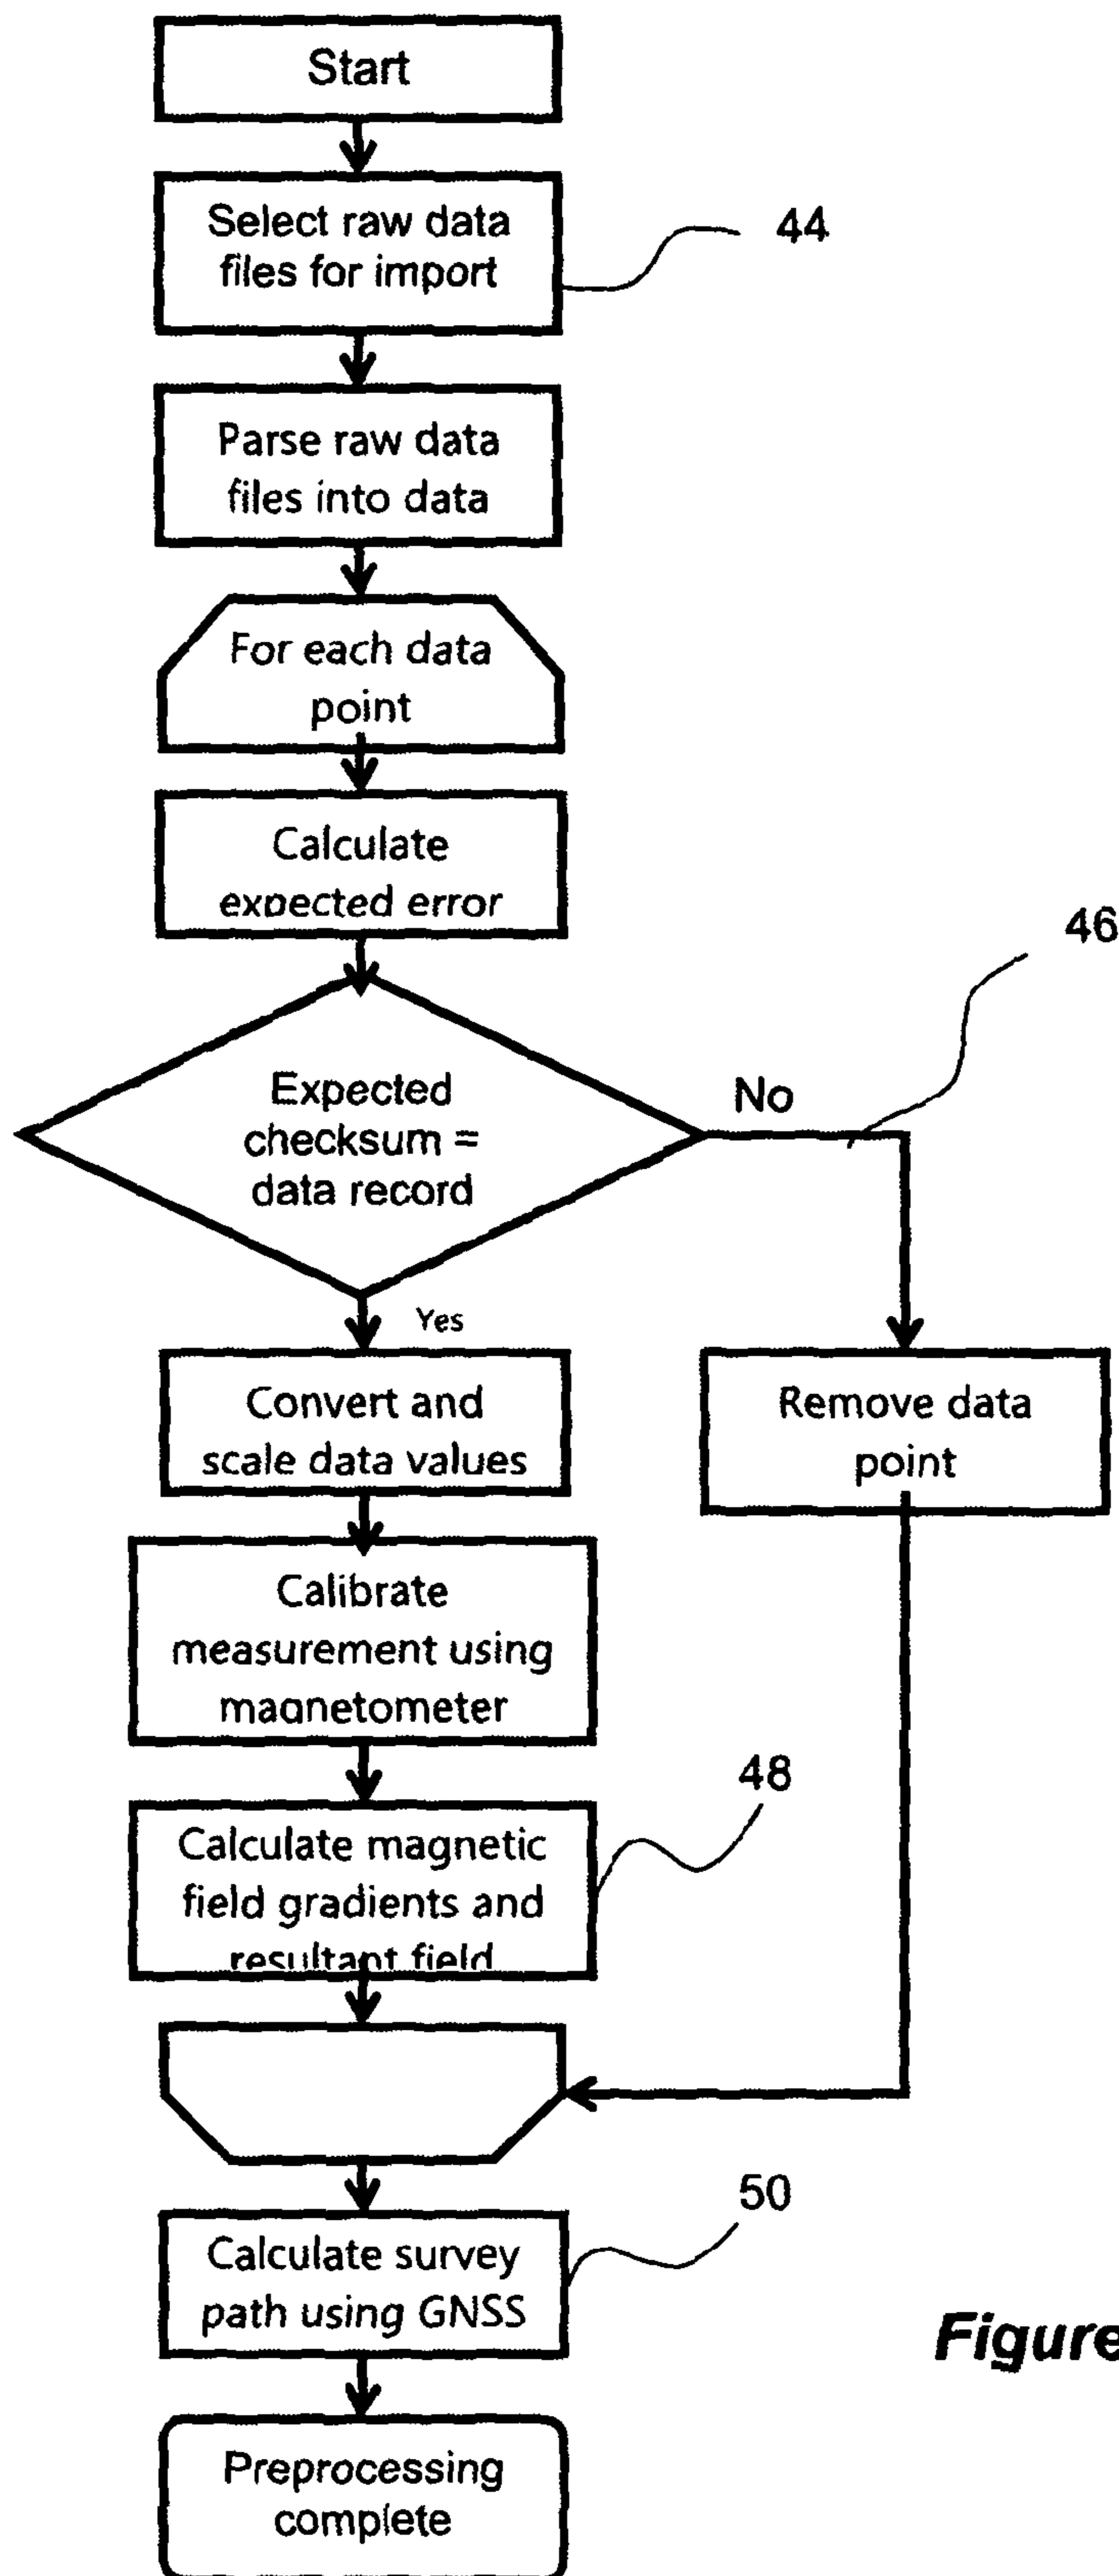 Start
Select raw data
files for import
44
Parse raw data
files into data
For each data
point
Calculate
expected error
46
Expected
checksum =
data record
No
Yes
Convert and
scale data values
Remove data
point
Calibrate
measurement using
magnetometer
48
Calculate magnetic
field gradients and
resultant field
50
Calculate survey
path using GNSS
Figure
Preprocessing
complete